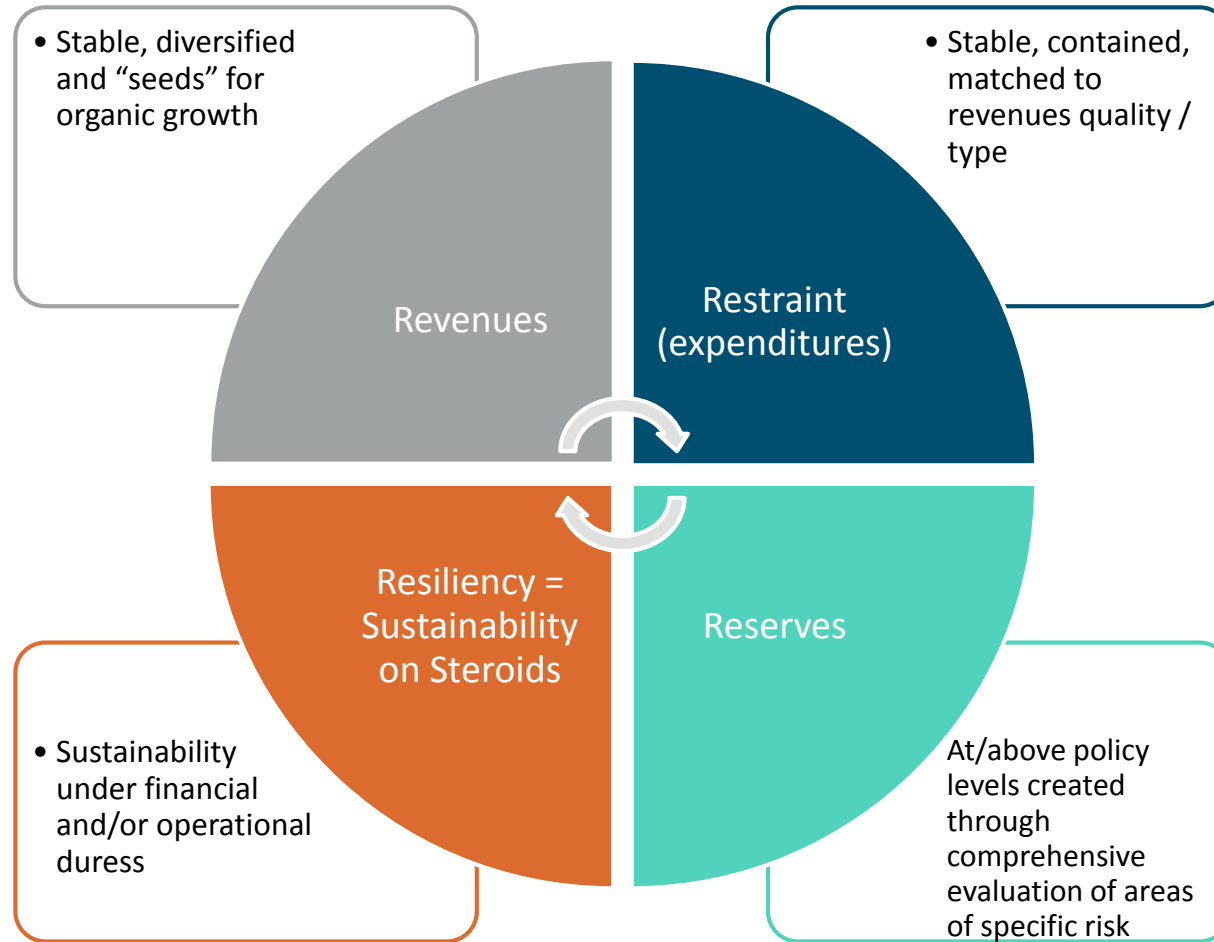 • Stable, diversified
and “seeds” for
organic growth
• Stable, contained,
matched to
revenues quality /
type
Revenues
Restraint
(expenditures)
Resiliency =
Sustainability
on Steroids
Reserves
• Sustainability
under financial
and/or operational
duress
At/above policy
levels created
through
comprehensive
evaluation of areas
of specific risk